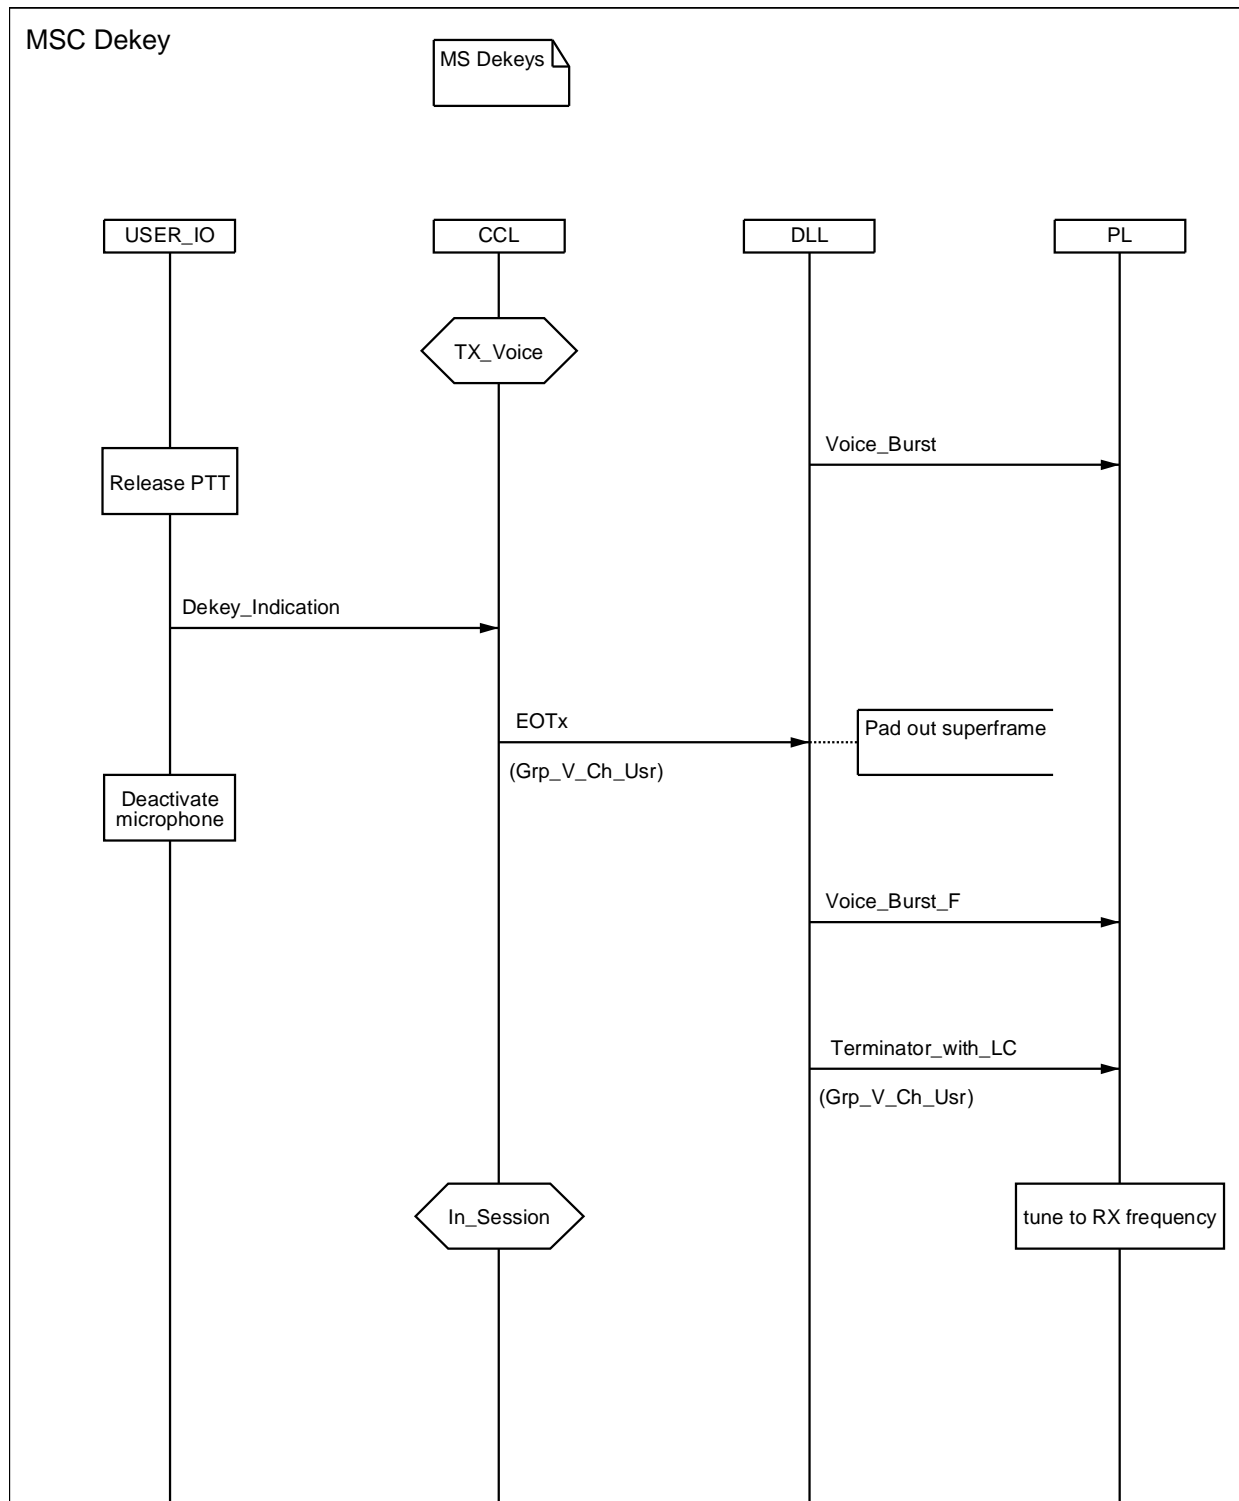 MSC Dekey
MS Dekeys
USER_IO
CCL
DLL
PL
TX_Voice
Voice_Burst
Release PTT
Dekey_Indication
EOTx
Pad out superframe
(Grp_V_Ch_Usr)
Deactivate
microphone
Voice_Burst_F
Terminator_with_LC
(Grp_V_Ch_Usr)
In_Session
tune to RX frequency